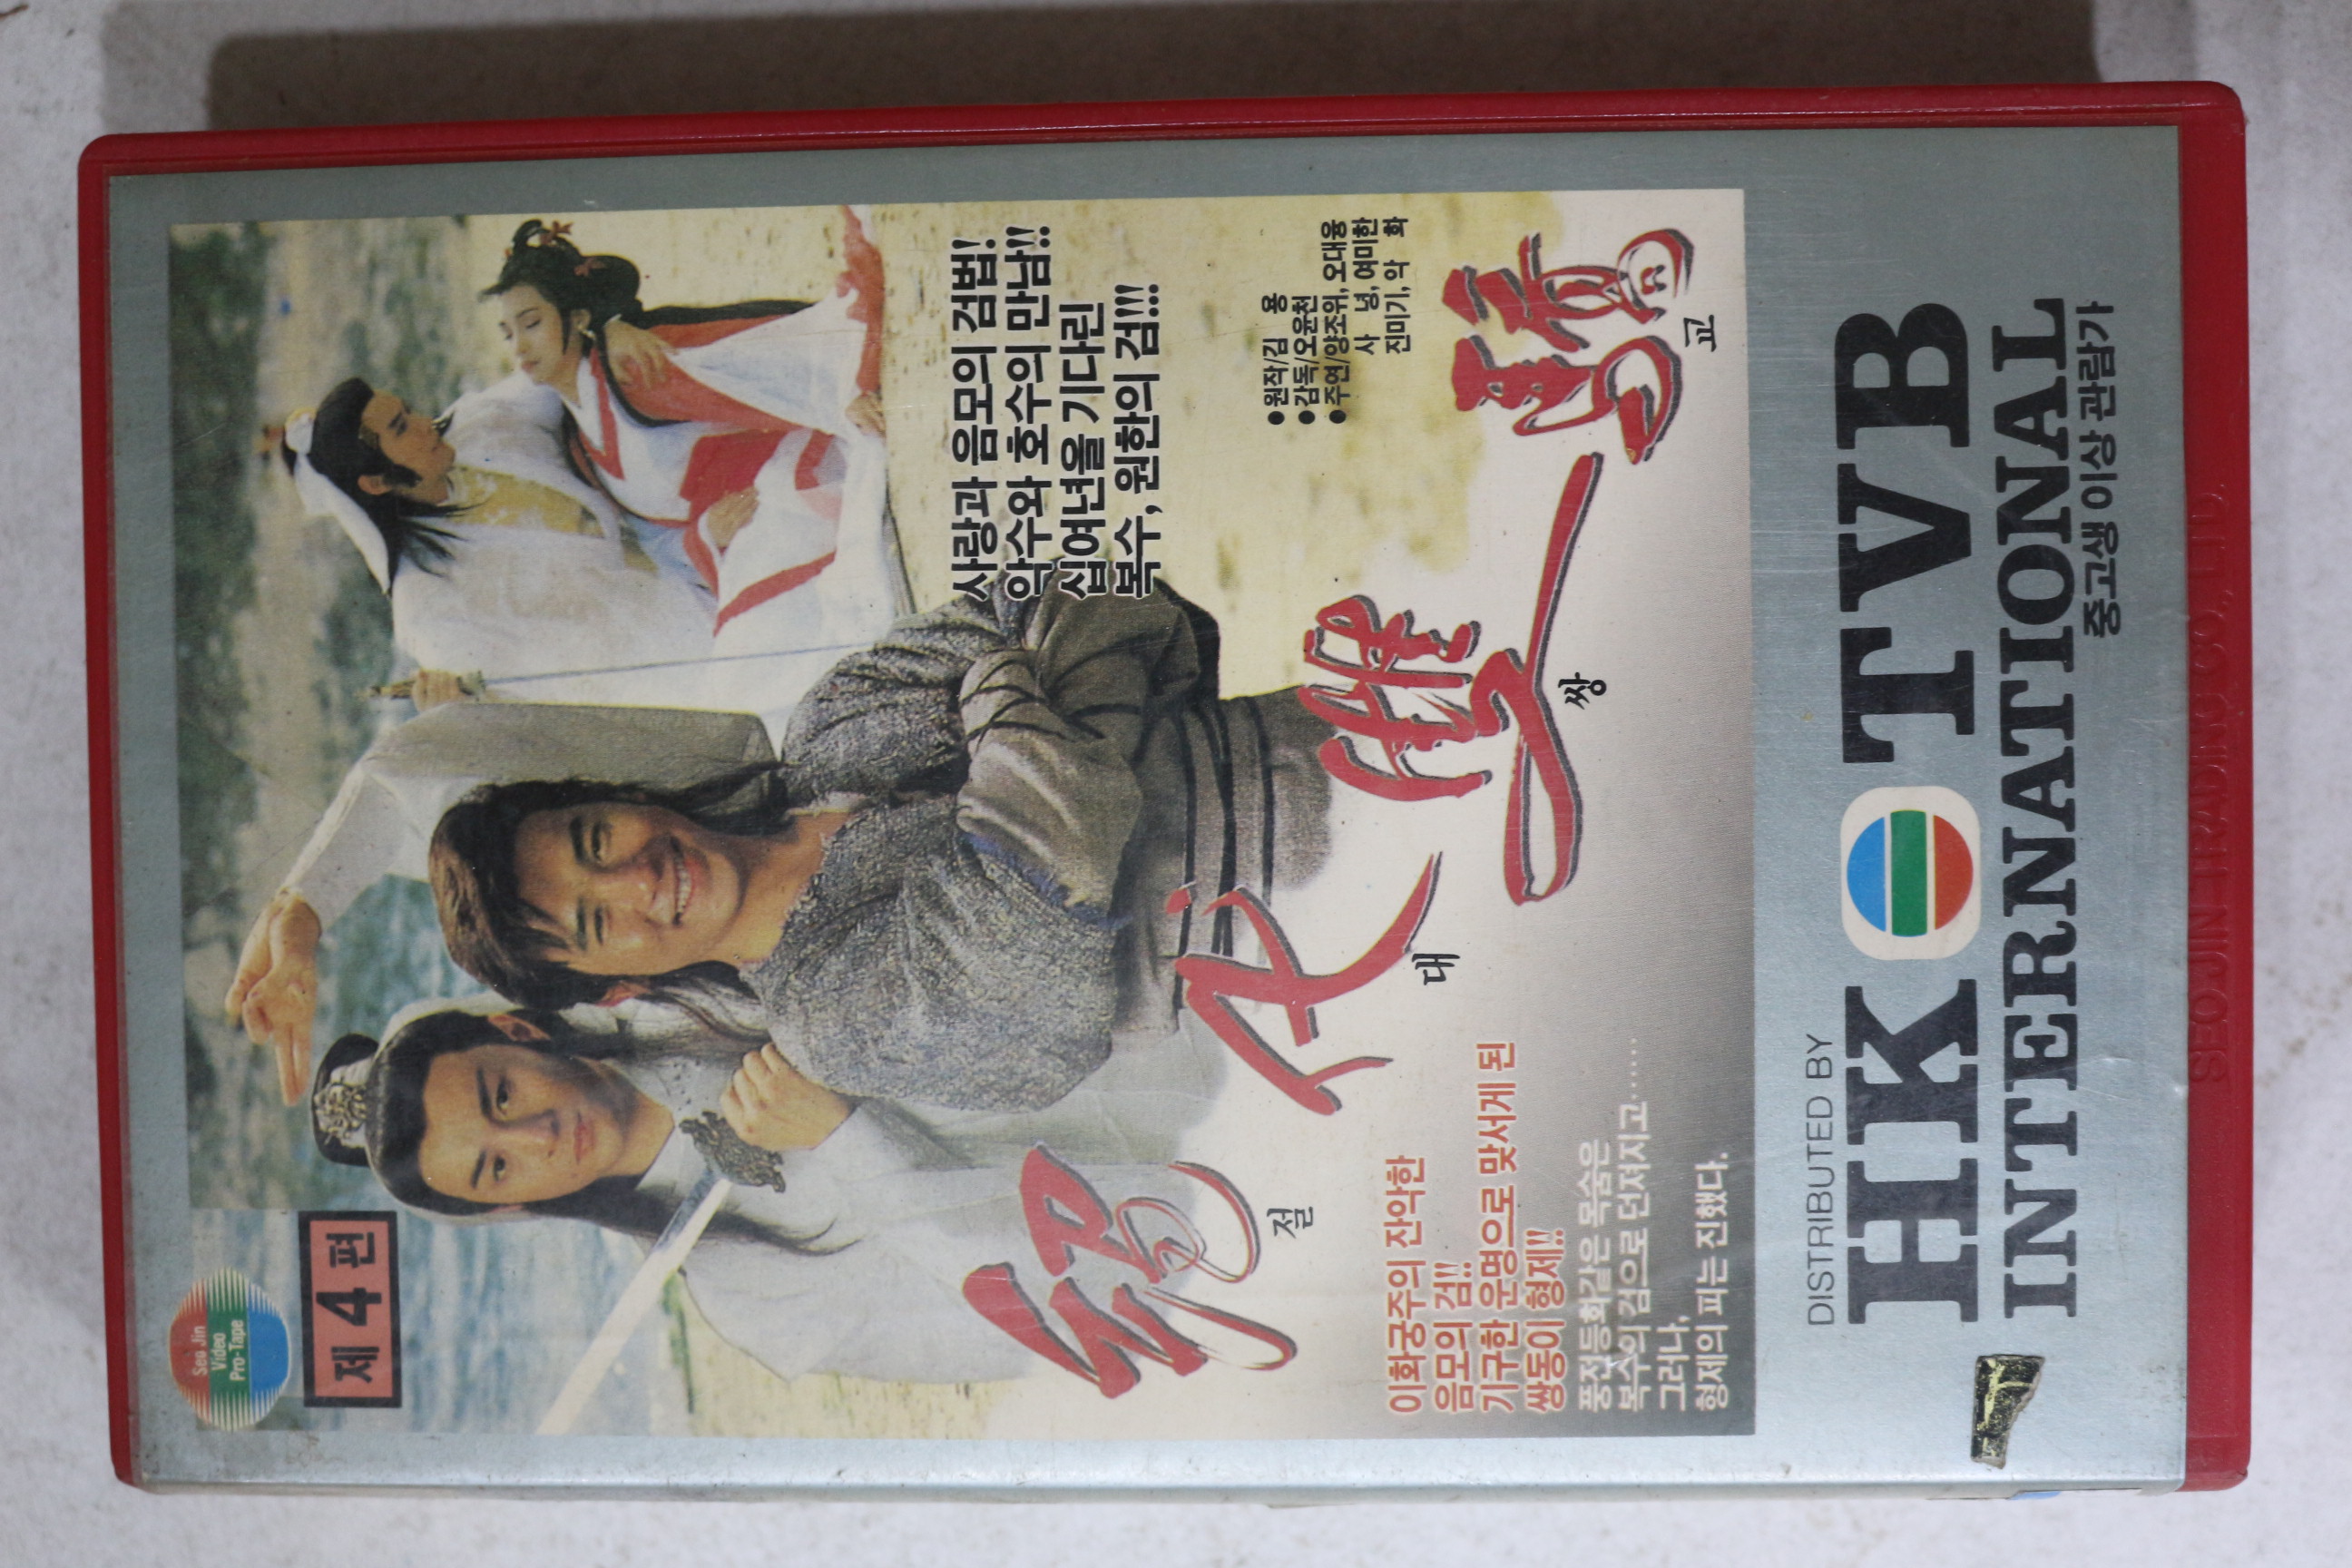 Seo Jin
Video
Pro-Tape
제 4 편
사랑과 음모의 검법!
악수와 호수의 만남!!
십여년을 기다린
복수, 원한의 검!!!
●원작/김 용
●감독/오윤천
●주연/양조위, 오대융
사 녕, 여미한
진미기, 악 화
絕代雙驕
절 대 쌍 교
이화궁주의 잔악한
음모의 검!!
기구한 운명으로 맞서게 된
쌍둥이 형제!!
풍전등화같은 목숨은
복수의 검으로 던져지고……
그러나,
형제의 피는 진했다.
DISTRIBUTED BY
HK TVB
INTERNATIONAL
중고생 이상 관람가
SEO JIN TRADING CO., LTD.